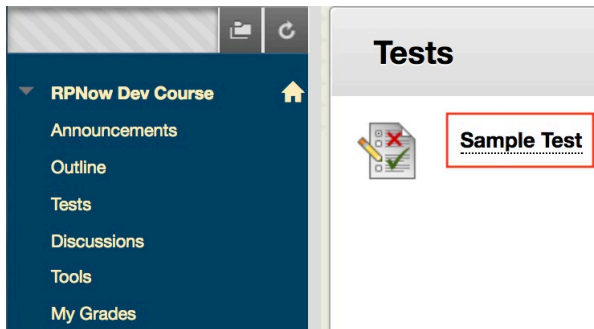 RPNow Dev Course
Announcements
Outline
Tests
Discussions
Tools
My Grades
Tests
Sample Test